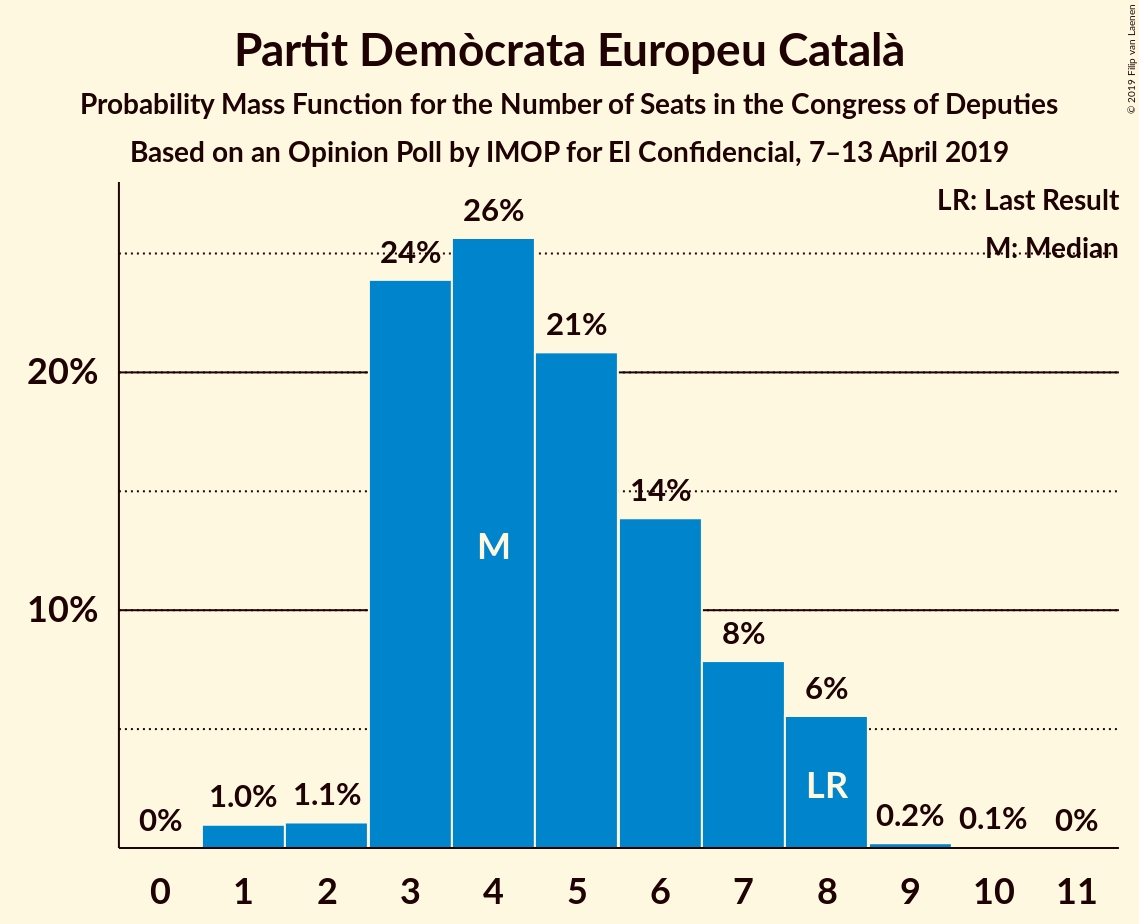 Partit Demòcrata Europeu Català
Probability Mass Function for the Number of Seats in the Congress of Deputies
Based on an Opinion Poll by IMOP for El Confidencial, 7–13 April 2019
© 2019 Filip van Laenen
LR: Last Result
M: Median
26%
24%
21%
20%
14%
M
10%
8%
6%
LR
0% 1.0% 1.1% 0.2% 0.1% 0%
0 1 2 3 4 5 6 7 8 9 10 11